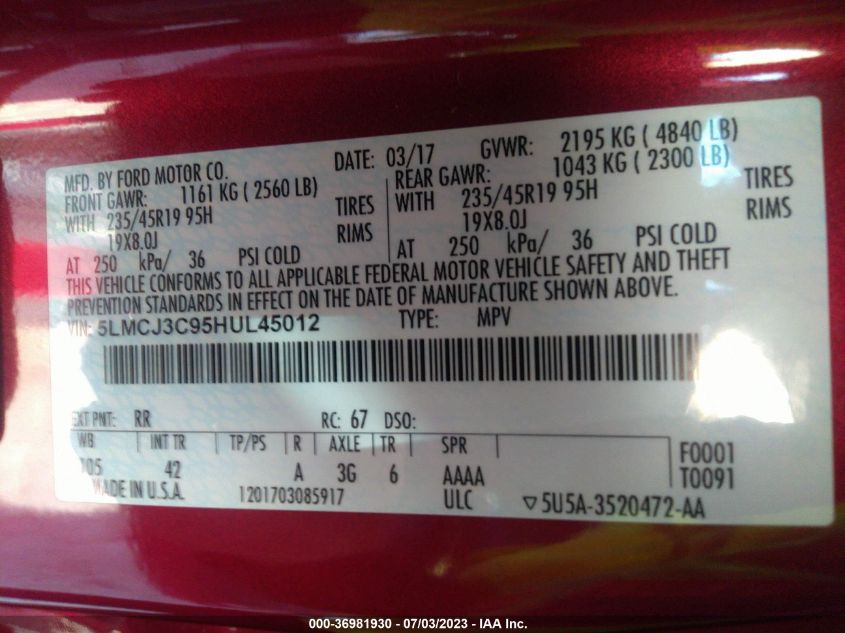 MFD. BY FORD MOTOR CO. DATE: 03/17 GVWR: 2195 KG ( 4840 LB)
FRONT GAWR: 1161 KG ( 2560 LB) REAR GAWR: 1043 KG ( 2300 LB)
WITH 235/45R19 95H TIRES WITH 235/45R19 95H TIRES
19X8.0J RIMS 19X8.0J RIMS
AT 250 kPa/ 36 PSI COLD AT 250 kPa/ 36 PSI COLD
THIS VEHICLE CONFORMS TO ALL APPLICABLE FEDERAL MOTOR VEHICLE SAFETY AND THEFT
PREVENTION STANDARDS IN EFFECT ON THE DATE OF MANUFACTURE SHOWN ABOVE.
VIN: 5LMCJ3C95HUL45012 TYPE: MPV
EXT PNT: RR RC: 67 DSO:
WB INT TR TP/PS R AXLE TR SPR F0001
105 42 A 3G 6 AAAA T0091
MADE IN U.S.A. 1201703085917 ULC ▽5U5A-3520472-AA
000-36981930 - 07/03/2023 - IAA Inc.